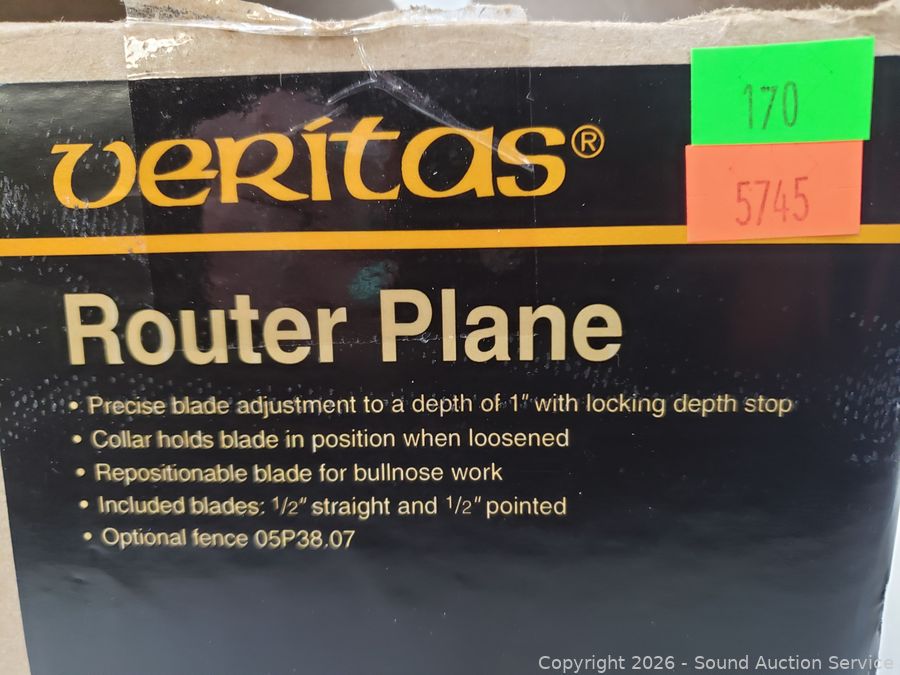 veritas®
170
5745
Router Plane
• Precise blade adjustment to a depth of 1" with locking depth stop
• Collar holds blade in position when loosened
• Repositionable blade for bullnose work
• Included blades: 1/2" straight and 1/2" pointed
• Optional fence 05P38.07
Copyright 2026 - Sound Auction Service